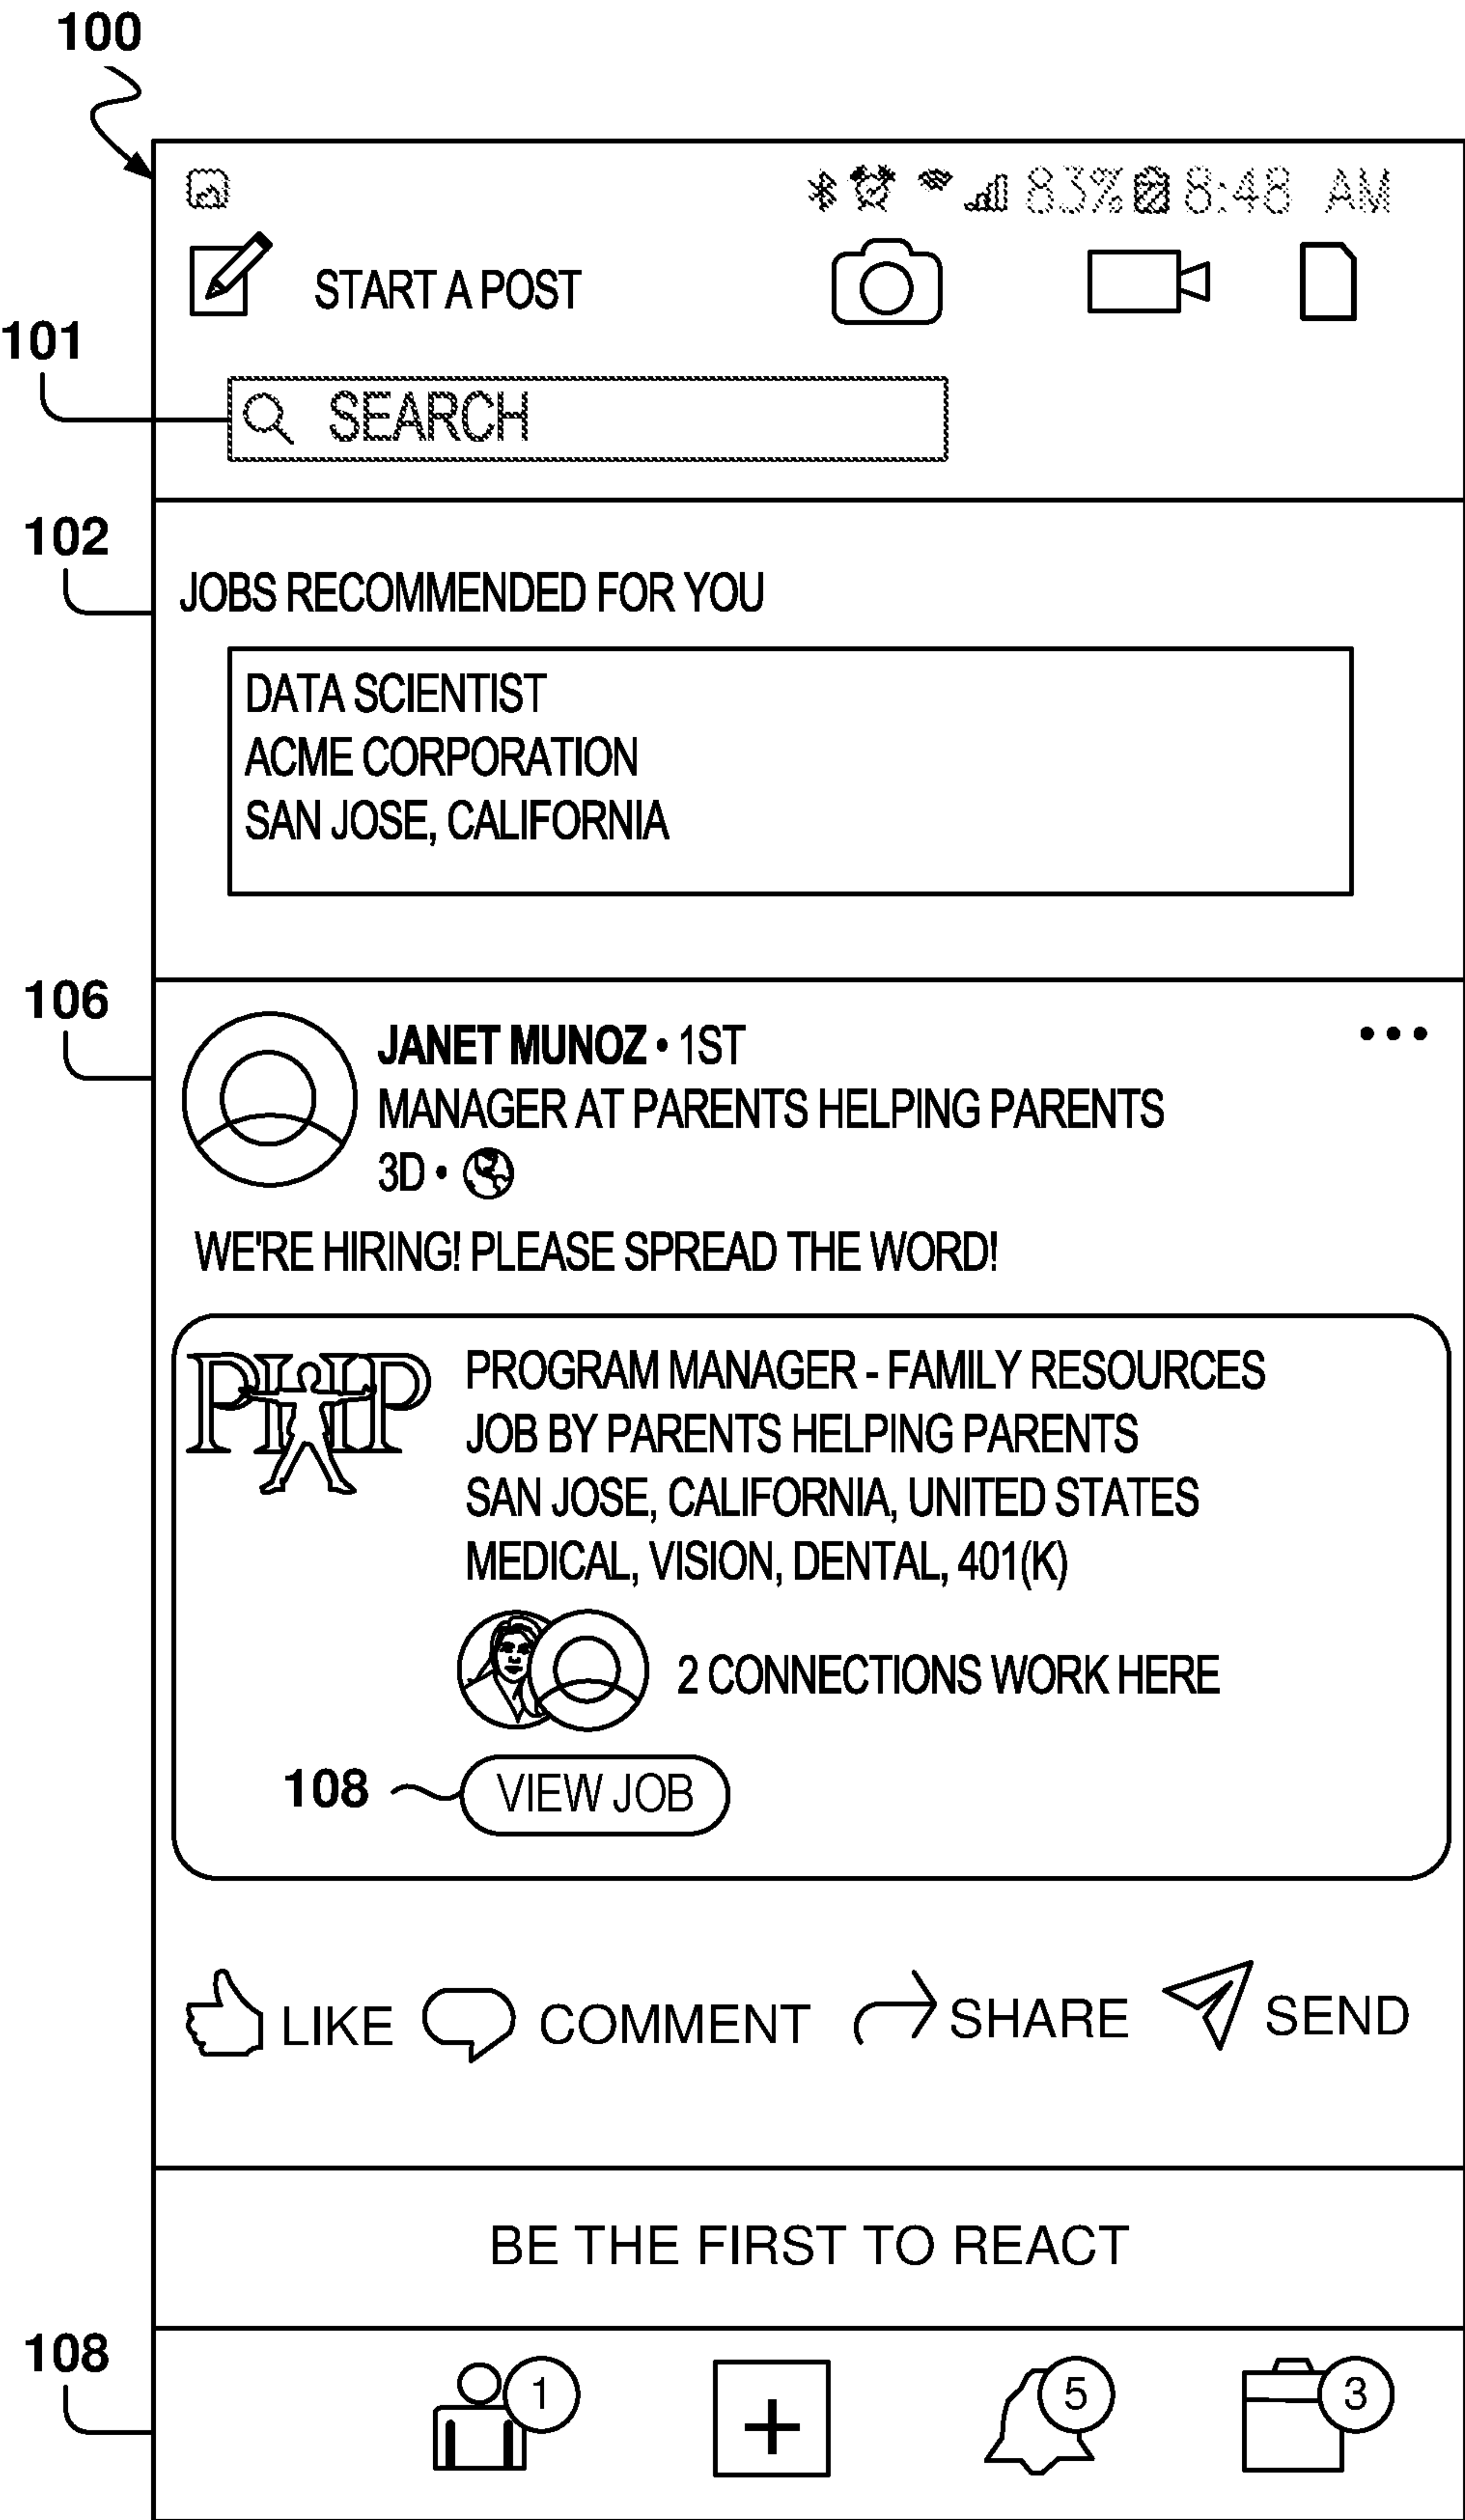 100
83% 8:48 AM
START A POST
101
SEARCH
102
JOBS RECOMMENDED FOR YOU
DATA SCIENTIST
ACME CORPORATION
SAN JOSE, CALIFORNIA
106
JANET MUNOZ • 1ST
MANAGER AT PARENTS HELPING PARENTS
3D •
WE'RE HIRING! PLEASE SPREAD THE WORD!
PHP
PROGRAM MANAGER - FAMILY RESOURCES
JOB BY PARENTS HELPING PARENTS
SAN JOSE, CALIFORNIA, UNITED STATES
MEDICAL, VISION, DENTAL, 401(K)
2 CONNECTIONS WORK HERE
108 VIEW JOB
LIKE COMMENT SHARE SEND
BE THE FIRST TO REACT
108
1 5 3